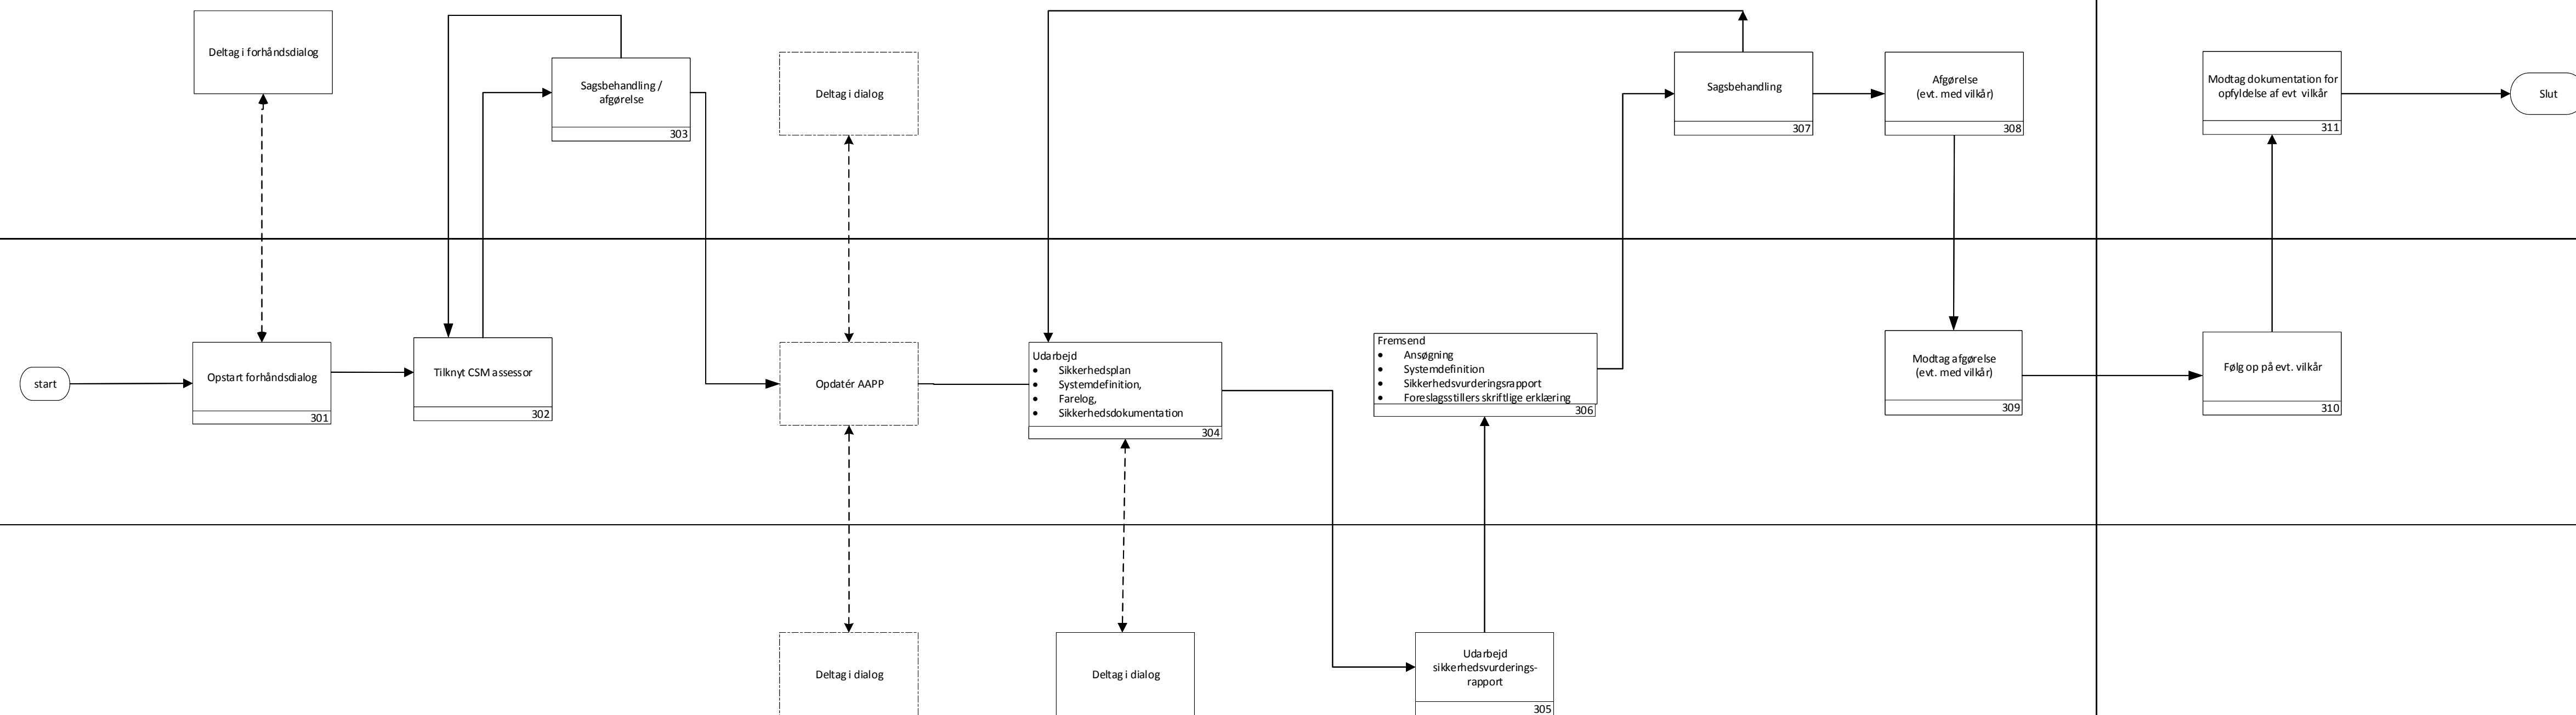 Deltag i forhåndsdialog
Sagsbehandling /
afgørelse
303
Deltag i dialog
Sagsbehandling
307
Afgørelse
(evt. med vilkår)
308
Modtag dokumentation for
opfyldelse af evt vilkår
311
Slut
start
Opstart forhåndsdialog
301
Tilknyt CSM assessor
302
Opdatér AAPP
Udarbejd
• Sikkerhedsplan
• Systemdefinition,
• Farelog,
• Sikkerhedsdokumentation
304
Fremsend
• Ansøgning
• Systemdefinition
• Sikkerhedsvurderingsrapport
• Foreslagsstillers skriftlige erklæring
306
Modtag afgørelse
(evt. med vilkår)
309
Følg op på evt. vilkår
310
Deltag i dialog
Deltag i dialog
Udarbejd
sikkerhedsvurderings-
rapport
305